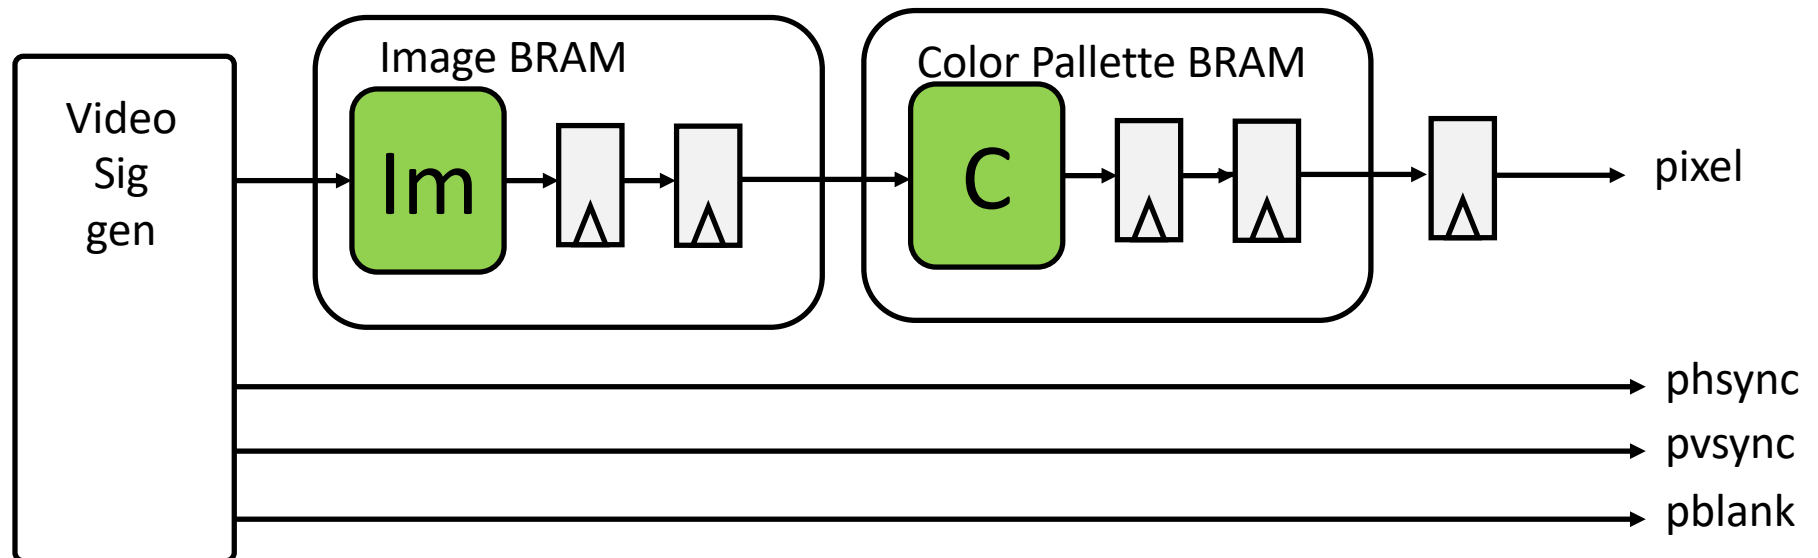 Video
Sig
gen
Image BRAM
Im
Color Pallette BRAM
C
pixel
phsync
pvsync
pblank